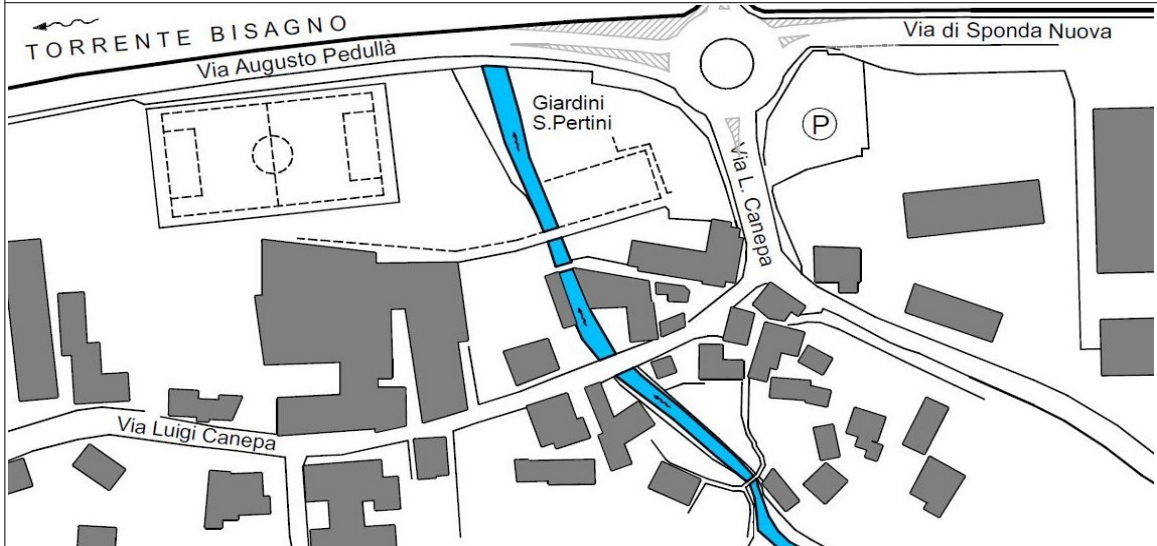 TORRENTE BISAGNO
Via Augusto Pedullà
Via di Sponda Nuova
Giardini
S.Pertini
P
Via L. Canepa
Via Luigi Canepa